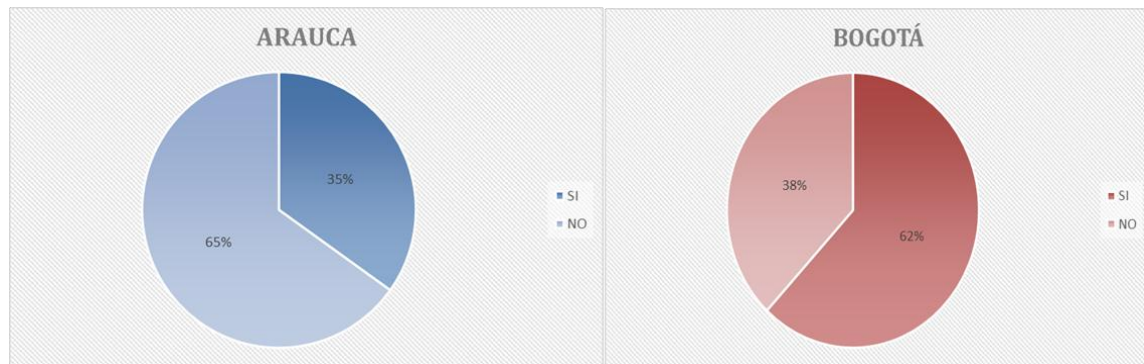 ARAUCA
35%
65%
SI
NO
BOGOTÁ
38%
62%
SI
NO